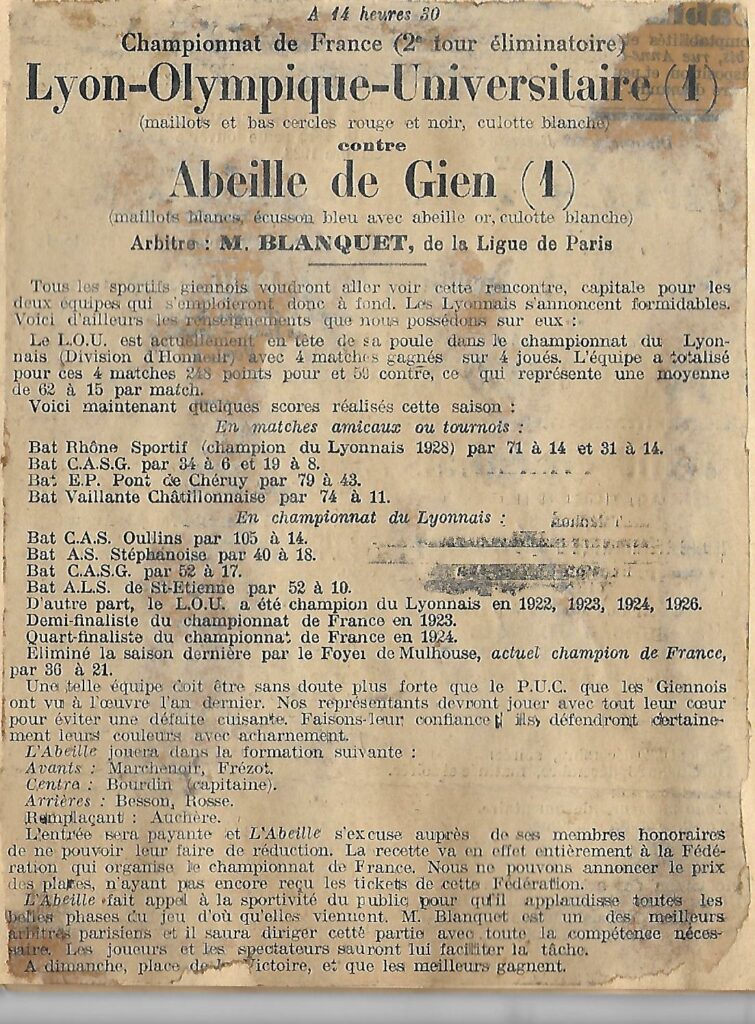 A 14 heures 30
Championnat de France (2e tour éliminatoire)
Lyon-Olympique-Universitaire (1)
(maillots et bas cercles rouge et noir, culotte blanche)
contre
Abeille de Gien (1)
(maillots blancs, écusson bleu avec abeille or, culotte blanche)
Arbitre : M. BLANQUET, de la Ligue de Paris
Tous les sportifs giennois voudront aller voir cette rencontre, capitale pour les
deux équipes qui s'emploieront donc à fond. Les Lyonnais s'annoncent formidables.
Voici d'ailleurs les renseignements que nous possédons sur eux :
Le L.O.U. est actuellement en tête de sa poule dans le championnat du Lyon-
nais (Division d'Honneur) avec 4 matches gagnés sur 4 joués. L'équipe a totalisé
pour ces 4 matches 248 points pour et 59 contre, ce qui représente une moyenne
de 62 à 15 par match.
Voici maintenant quelques scores réalisés cette saison :
En matches amicaux ou tournois :
Bat Rhône Sportif (champion du Lyonnais 1928) par 71 à 14 et 31 à 14.
Bat C.A.S.G. par 34 à 6 et 19 à 8.
Bat E.P. Pont de Chéruy par 79 à 43.
Bat Vaillante Châtillonnaise par 74 à 11.
En championnat du Lyonnais :
Bat C.A.S. Oullins par 105 à 14.
Bat A.S. Stéphanoise par 40 à 18.
Bat C.A.S.G. par 52 à 17.
Bat A.L.S. de St-Etienne par 52 à 10.
D'autre part, le L.O.U. a été champion du Lyonnais en 1922, 1923, 1924, 1926.
Demi-finaliste du championnat de France en 1923.
Quart-finaliste du championnat de France en 1924.
Eliminé la saison dernière par le Foyer de Mulhouse, actuel champion de France,
par 36 à 21.
Une telle équipe doit être sans doute plus forte que le P.U.C. que les Giennois
ont vu à l'œuvre l'an dernier. Nos représentants devront jouer avec tout leur cœur
pour éviter une défaite cuisante. Faisons-leur confiance ils défendront certaine-
ment leurs couleurs avec acharnement.
L'Abeille jouera dans la formation suivante :
Avants : Marchenoir, Frézot.
Centre : Bourdin (capitaine).
Arrières : Besson, Rosse.
Remplaçant : Auchère.
L'entrée sera payante et L'Abeille s'excuse auprès de ses membres honoraires
de ne pouvoir leur faire de réduction. La recette va en effet entièrement à la Fédé-
ration qui organise le championnat de France. Nous ne pouvons annoncer le prix
des places, n'ayant pas encore reçu les tickets de cette Fédération.
L'Abeille fait appel à la sportivité du public pour qu'il applaudisse toutes les
belles phases du jeu d'où qu'elles viennent. M. Blanquet est un des meilleurs
arbitres parisiens et il saura diriger cette partie avec toute la compétence néces-
saire. Les joueurs et les spectateurs sauront lui faciliter la tâche.
A dimanche, place de la Victoire, et que les meilleurs gagnent.